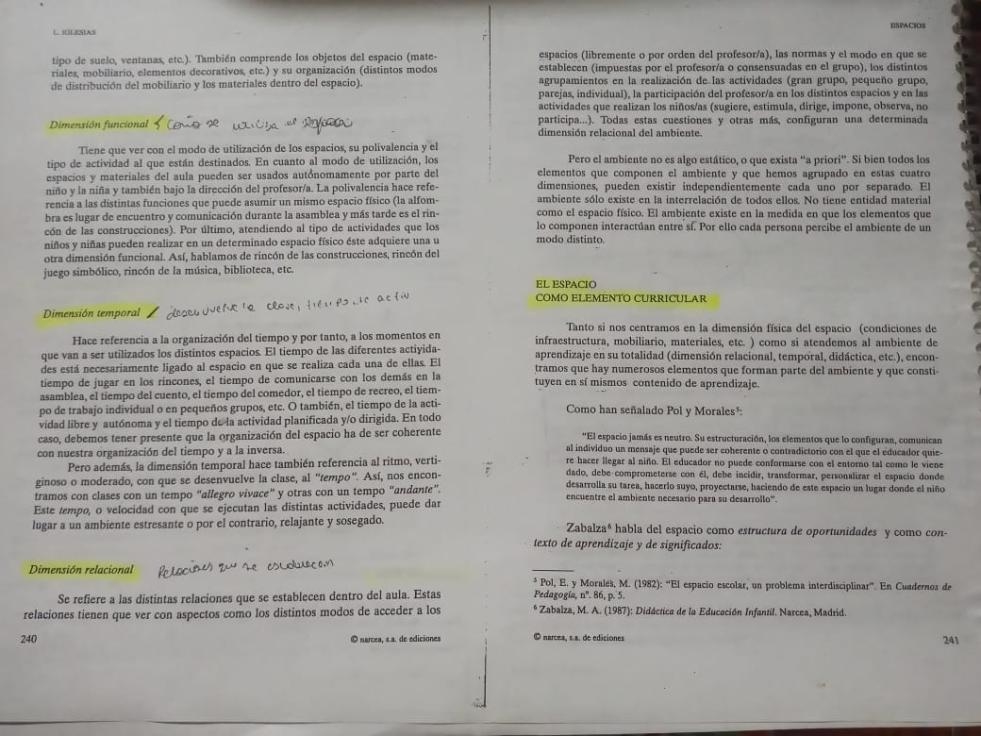 L. IGLESIAS
tipo de suelo, ventanas, etc.). También comprende los objetos del espacio (mate-
riales, mobiliario, elementos decorativos, etc.) y su organización (distintos modos
de distribución del mobiliario y los materiales dentro del espacio).
Dimensión funcional { Como se utiliza el espacio
Tiene que ver con el modo de utilización de los espacios, su polivalencia y el
tipo de actividad al que están destinados. En cuanto al modo de utilización, los
espacios y materiales del aula pueden ser usados autónomamente por parte del
niño y la niña y también bajo la dirección del profesor/a. La polivalencia hace refe-
rencia a las distintas funciones que puede asumir un mismo espacio físico (la alfom-
bra es lugar de encuentro y comunicación durante la asamblea y más tarde es el rin-
cón de las construcciones). Por último, atendiendo al tipo de actividades que los
niños y niñas pueden realizar en un determinado espacio físico éste adquiere una u
otra dimensión funcional. Así, hablamos de rincón de las construcciones, rincón del
juego simbólico, rincón de la música, biblioteca, etc.
Dimensión temporal / desenvuelve la clase, tiempo de activ
Hace referencia a la organización del tiempo y por tanto, a los momentos en
que van a ser utilizados los distintos espacios. El tiempo de las diferentes activida-
des está necesariamente ligado al espacio en que se realiza cada una de ellas. El
tiempo de jugar en los rincones, el tiempo de comunicarse con los demás en la
asamblea, el tiempo del cuento, el tiempo del comedor, el tiempo de recreo, el tiem-
po de trabajo individual o en pequeños grupos, etc. O también, el tiempo de la acti-
vidad libre y autónoma y el tiempo de la actividad planificada y/o dirigida. En todo
caso, debemos tener presente que la organización del espacio ha de ser coherente
con nuestra organización del tiempo y a la inversa.
Pero además, la dimensión temporal hace también referencia al ritmo, verti-
ginoso o moderado, con que se desenvuelve la clase, al "tempo". Así, nos encon-
tramos con clases con un tempo "allegro vivace" y otras con un tempo "andante".
Este tempo, o velocidad con que se ejecutan las distintas actividades, puede dar
lugar a un ambiente estresante o por el contrario, relajante y sosegado.
Dimensión relacional Relaciones que se establecen
Se refiere a las distintas relaciones que se establecen dentro del aula. Estas
relaciones tienen que ver con aspectos como los distintos modos de acceder a los
240
© narcea, s.a. de ediciones
ESPACIOS
espacios (libremente o por orden del profesor/a), las normas y el modo en que se
establecen (impuestas por el profesor/a o consensuadas en el grupo), los distintos
agrupamientos en la realización de las actividades (gran grupo, pequeño grupo,
parejas, individual), la participación del profesor/a en los distintos espacios y en las
actividades que realizan los niños/as (sugiere, estimula, dirige, impone, observa, no
participa...). Todas estas cuestiones y otras más, configuran una determinada
dimensión relacional del ambiente.
Pero el ambiente no es algo estático, o que exista "a priori". Si bien todos los
elementos que componen el ambiente y que hemos agrupado en estas cuatro
dimensiones, pueden existir independientemente cada uno por separado. El
ambiente sólo existe en la interrelación de todos ellos. No tiene entidad material
como el espacio físico. El ambiente existe en la medida en que los elementos que
lo componen interactúan entre sí. Por ello cada persona percibe el ambiente de un
modo distinto.
EL ESPACIO
COMO ELEMENTO CURRICULAR
Tanto si nos centramos en la dimensión física del espacio (condiciones de
infraestructura, mobiliario, materiales, etc. ) como si atendemos al ambiente de
aprendizaje en su totalidad (dimensión relacional, temporal, didáctica, etc.), encon-
tramos que hay numerosos elementos que forman parte del ambiente y que consti-
tuyen en sí mismos contenido de aprendizaje.
Como han señalado Pol y Morales⁵:
"El espacio jamás es neutro. Su estructuración, los elementos que lo configuran, comunican
al individuo un mensaje que puede ser coherente o contradictorio con el que el educador quie-
re hacer llegar al niño. El educador no puede conformarse con el entorno tal como le viene
dado, debe comprometerse con él, debe incidir, transformar, personalizar el espacio donde
desarrolla su tarea, hacerlo suyo, proyectarse, haciendo de este espacio un lugar donde el niño
encuentre el ambiente necesario para su desarrollo".
Zabalza⁶ habla del espacio como estructura de oportunidades y como con-
texto de aprendizaje y de significados:
⁵ Pol, E. y Morales, M. (1982): "El espacio escolar, un problema interdisciplinar". En Cuadernos de
Pedagogía, nº. 86, p. 5.
⁶ Zabalza, M. A. (1987): Didáctica de la Educación Infantil. Narcea, Madrid.
© narcea, s.a. de ediciones
241